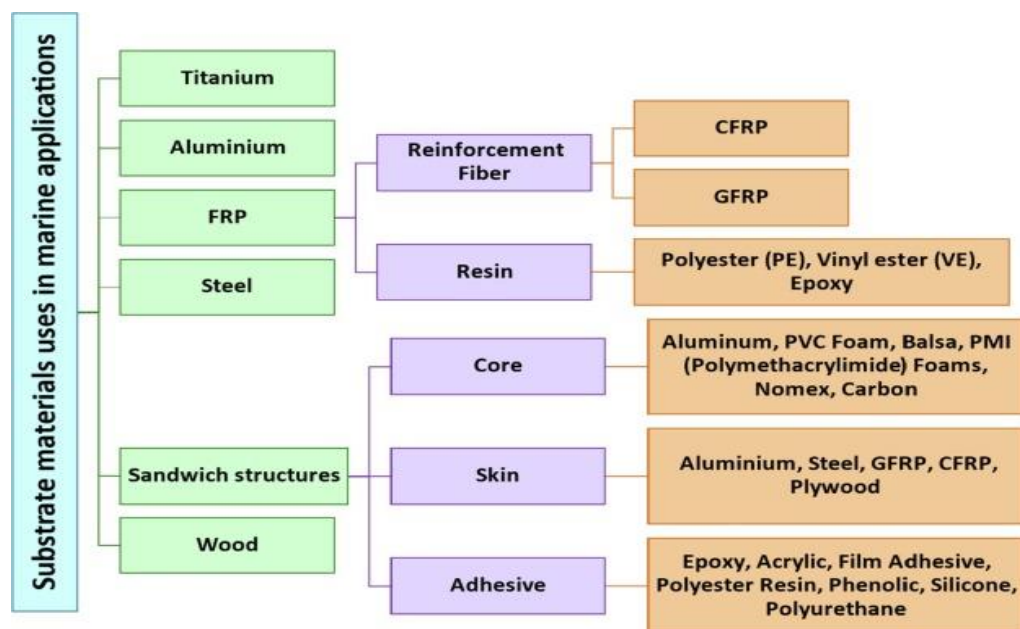 Substrate materials uses in marine applications
Titanium
Aluminium
FRP
Steel
Sandwich structures
Wood
Reinforcement
Fiber
Resin
Core
Skin
Adhesive
CFRP
GFRP
Polyester (PE), Vinyl ester (VE),
Epoxy
Aluminum, PVC Foam, Balsa, PMI
(Polymethacrylimide) Foams,
Nomex, Carbon
Aluminium, Steel, GFRP, CFRP,
Plywood
Epoxy, Acrylic, Film Adhesive,
Polyester Resin, Phenolic, Silicone,
Polyurethane